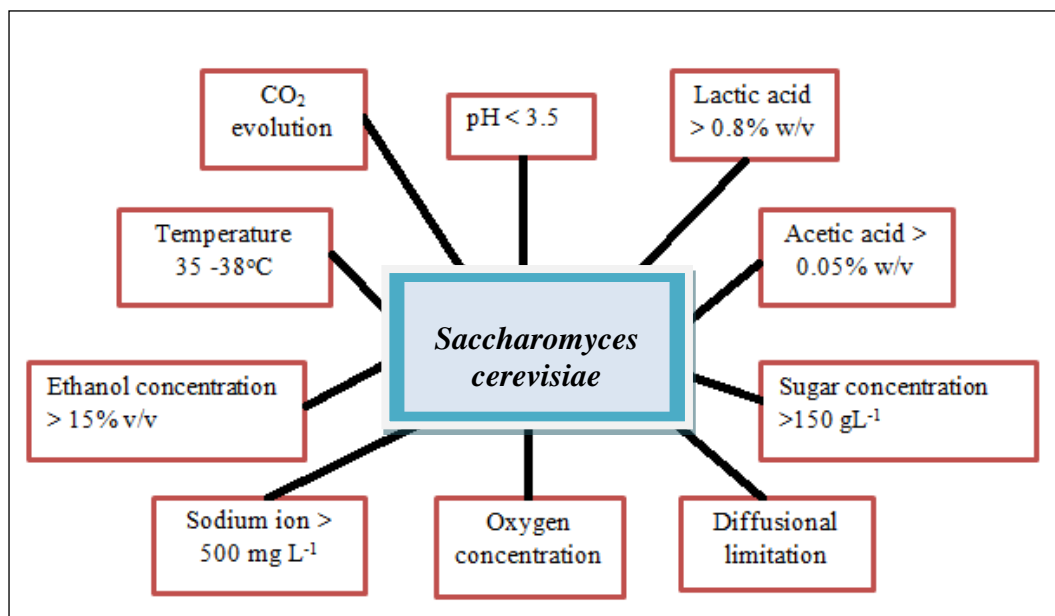 CO₂
evolution
pH < 3.5
Lactic acid
> 0.8% w/v
Temperature
35 -38°C
Acetic acid >
0.05% w/v
Saccharomyces
cerevisiae
Ethanol concentration
> 15% v/v
Sugar concentration
>150 gL⁻¹
Sodium ion >
500 mg L⁻¹
Oxygen
concentration
Diffusional
limitation